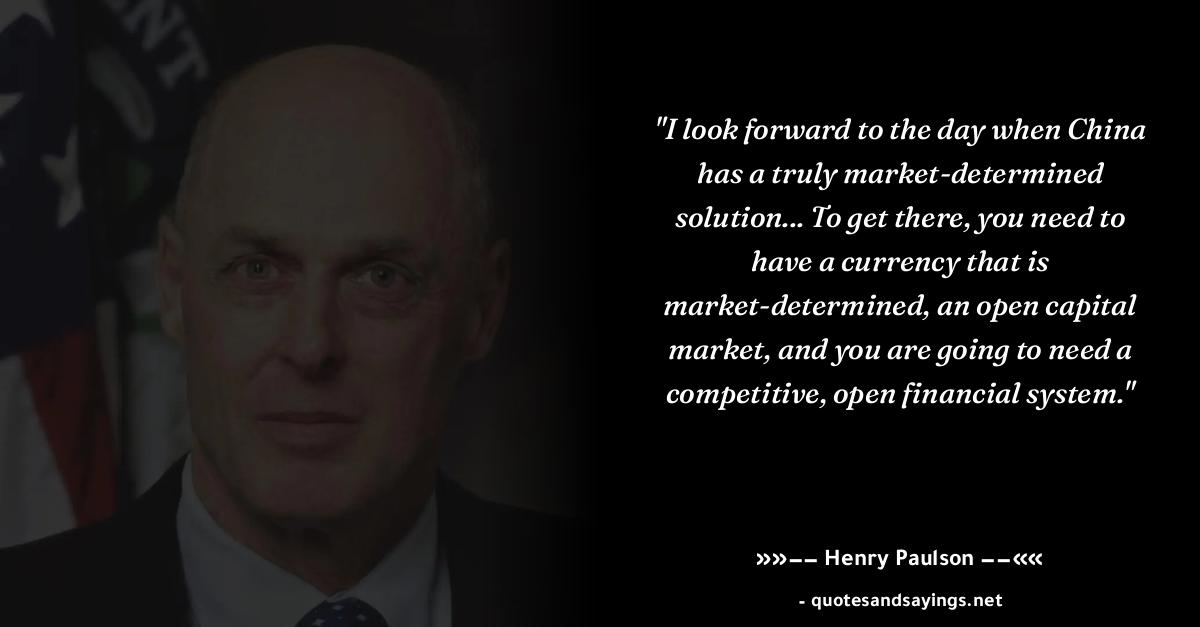 "I look forward to the day when China
has a truly market-determined
solution... To get there, you need to
have a currency that is
market-determined, an open capital
market, and you are going to need a
competitive, open financial system."
»»−− Henry Paulson −−««
- quotesandsayings.net